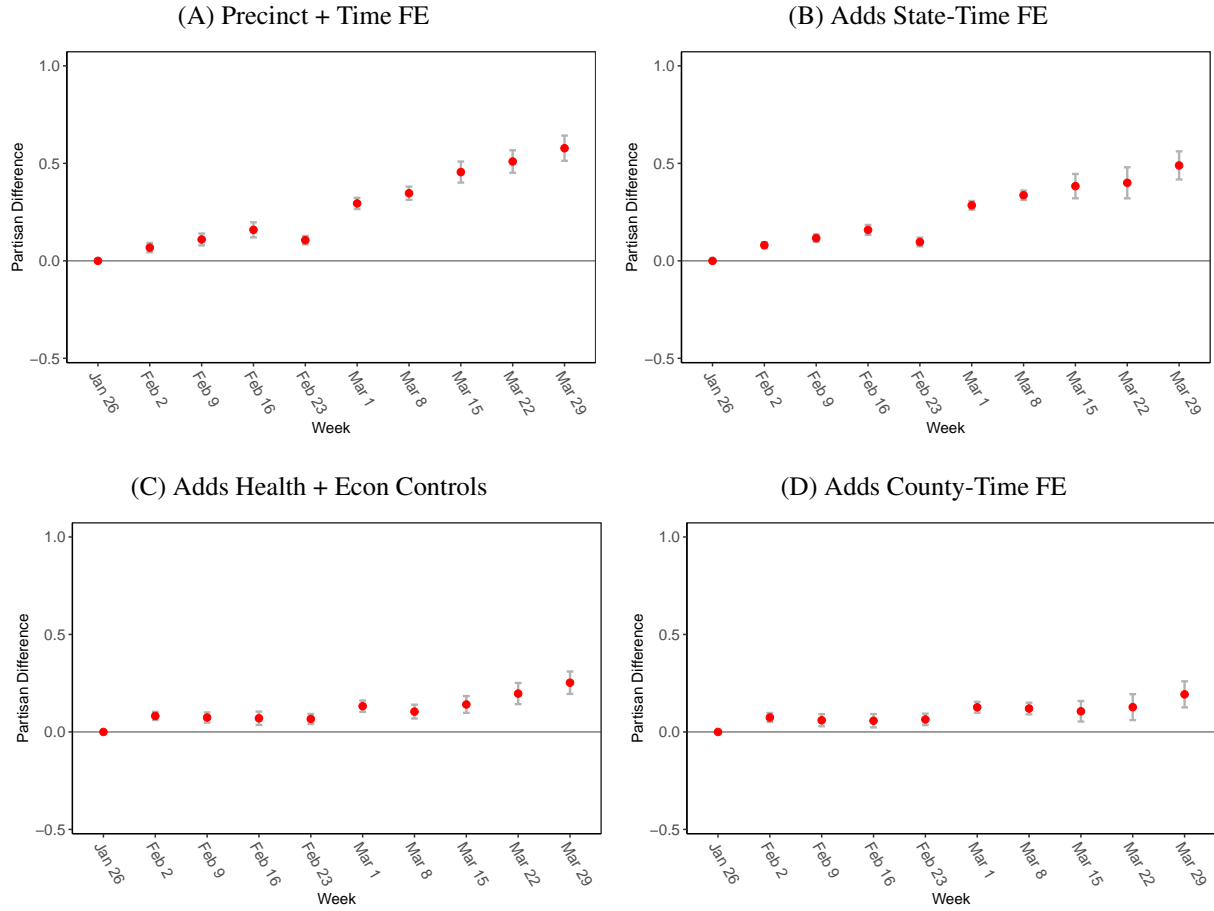 (A) Precinct + Time FE
Partisan Difference
1.0
0.5
0.0
−0.5
Jan 26
Feb 2
Feb 9
Feb 16
Feb 23
Mar 1
Mar 8
Mar 15
Mar 22
Mar 29
Week
(B) Adds State-Time FE
Partisan Difference
1.0
0.5
0.0
−0.5
Jan 26
Feb 2
Feb 9
Feb 16
Feb 23
Mar 1
Mar 8
Mar 15
Mar 22
Mar 29
Week
(C) Adds Health + Econ Controls
Partisan Difference
1.0
0.5
0.0
−0.5
Jan 26
Feb 2
Feb 9
Feb 16
Feb 23
Mar 1
Mar 8
Mar 15
Mar 22
Mar 29
Week
(D) Adds County-Time FE
Partisan Difference
1.0
0.5
0.0
−0.5
Jan 26
Feb 2
Feb 9
Feb 16
Feb 23
Mar 1
Mar 8
Mar 15
Mar 22
Mar 29
Week